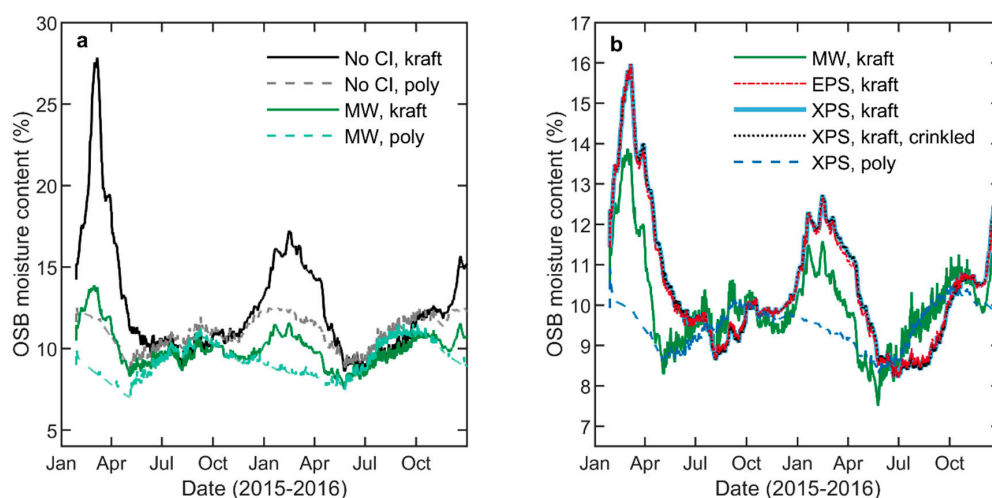 a
30
25
20
15
10
5
OSB moisture content (%)
No CI, kraft
No CI, poly
MW, kraft
MW, poly
Jan Apr Jul Oct Jan Apr Jul Oct
Date (2015-2016)
b
17
16
15
14
13
12
11
10
9
8
7
OSB moisture content (%)
MW, kraft
EPS, kraft
XPS, kraft
XPS, kraft, crinkled
XPS, poly
Jan Apr Jul Oct Jan Apr Jul Oct
Date (2015-2016)